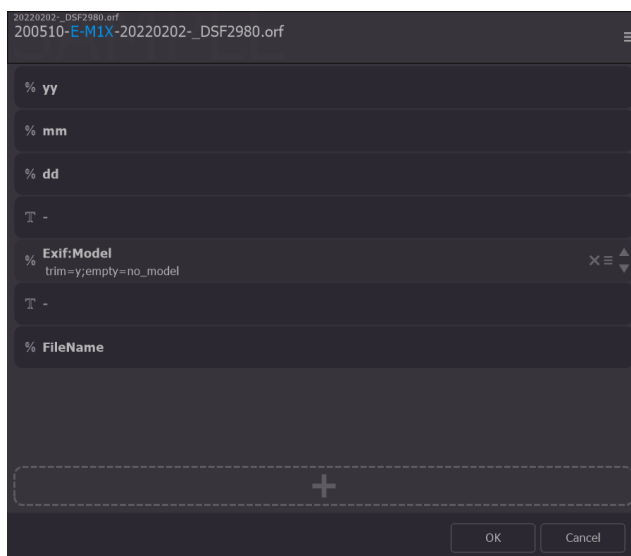 20220202-_DSF2980.orf
200510-E-M1X-20220202-_DSF2980.orf
% yy
% mm
% dd
T -
% Exif:Model
trim=y;empty=no_model
T -
% FileName
OK
Cancel